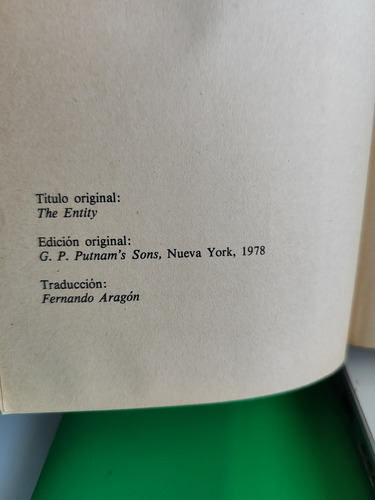 Título original:
The Entity
Edición original:
G. P. Putnam's Sons, Nueva York, 1978
Traducción:
Fernando Aragón